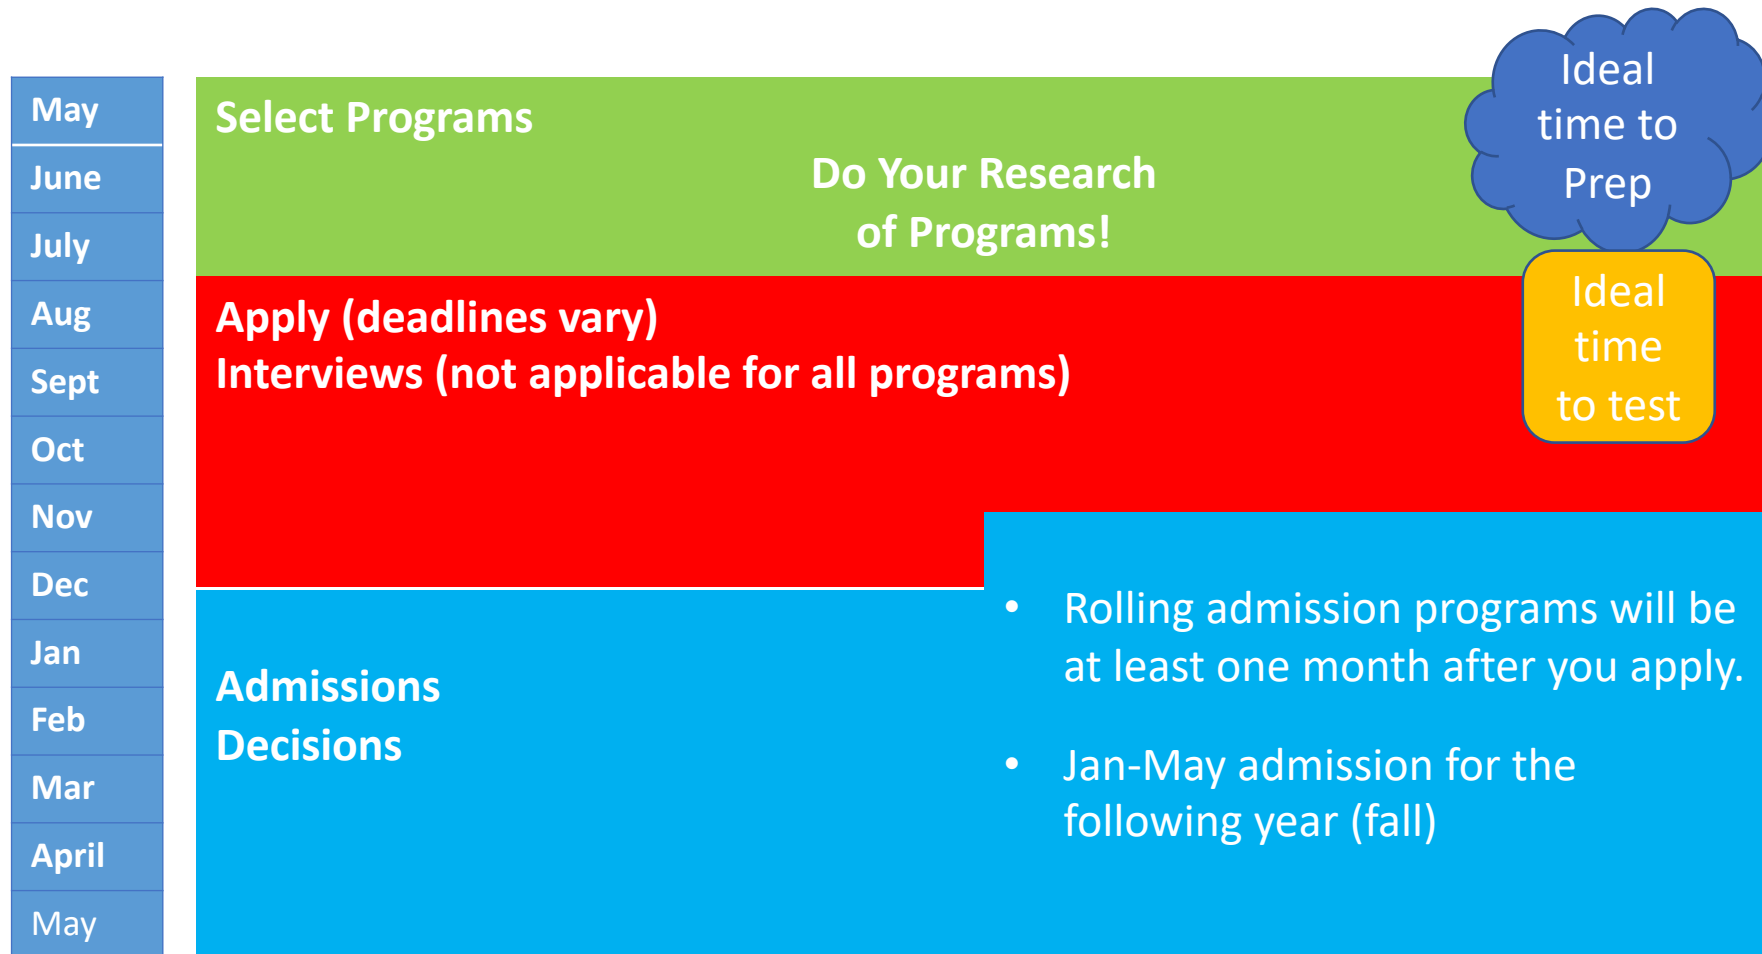 May
June
July
Aug
Sept
Oct
Nov
Dec
Jan
Feb
Mar
April
May
Select Programs
Do Your Research
of Programs!
Ideal
time to
Prep
Apply (deadlines vary)
Interviews (not applicable for all programs)
Ideal
time
to test
Admissions
Decisions
• Rolling admission programs will be
at least one month after you apply.
• Jan-May admission for the
following year (fall)